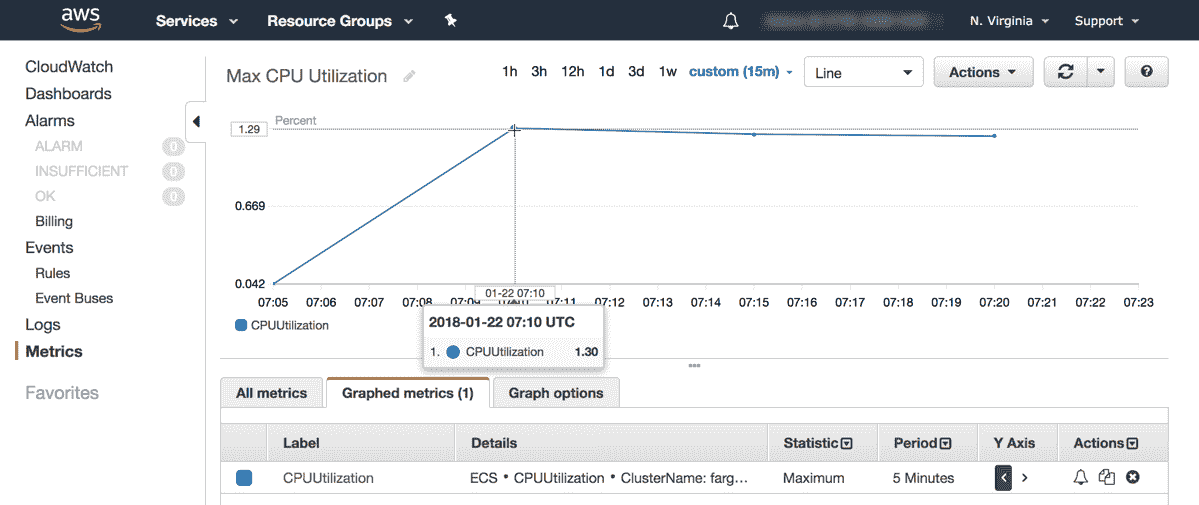 aws Services Resource Groups N. Virginia Support
CloudWatch
Dashboards
Alarms
ALARM 0
INSUFFICIENT 0
OK 0
Billing
Events
Rules
Event Buses
Logs
Metrics
Favorites
Max CPU Utilization 1h 3h 12h 1d 3d 1w custom (15m) Line Actions ?
Percent
1.29
0.669
0.042
07:05 07:06 07:07 07:08 07:09 07:10 07:11 07:12 07:13 07:14 07:15 07:16 07:17 07:18 07:19 07:20 07:21 07:22 07:23
01-22 07:10
CPUUtilization
2018-01-22 07:10 UTC
1. CPUUtilization 1.30
All metrics Graphed metrics (1) Graph options
Label Details Statistic Period Y Axis Actions
CPUUtilization ECS • CPUUtilization • ClusterName: farg... Maximum 5 Minutes < >